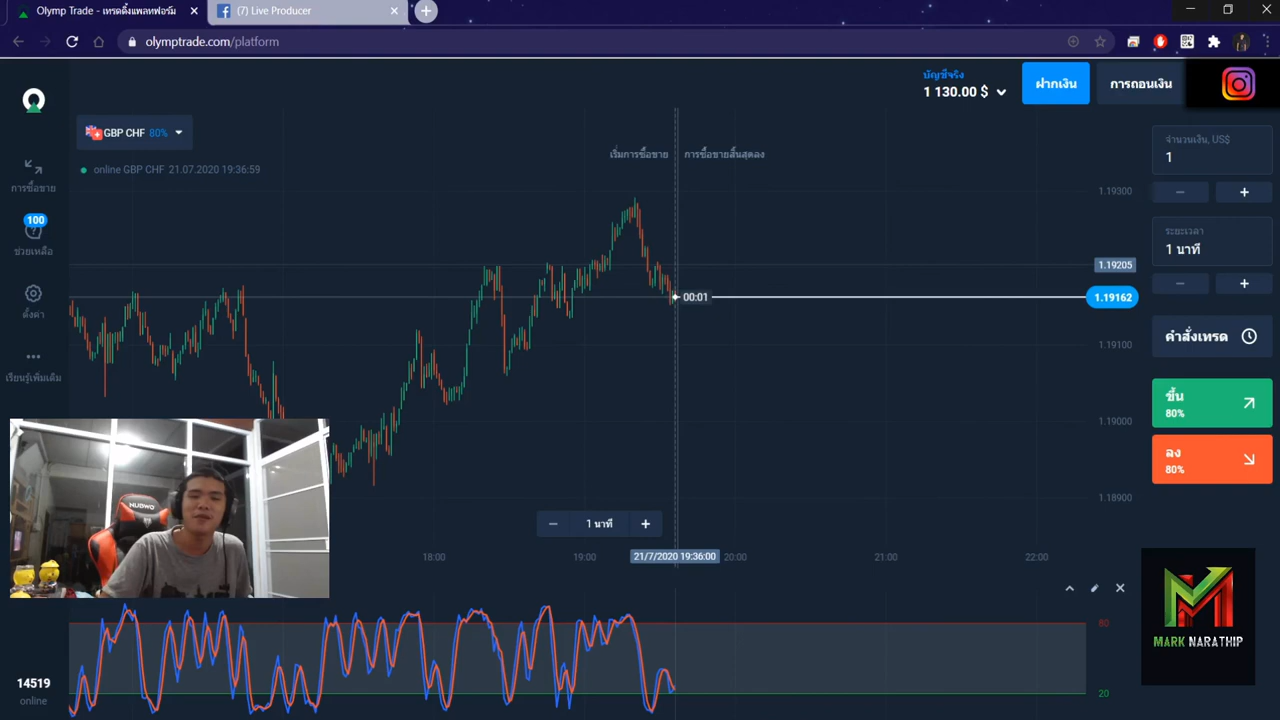 Olymp Trade - เทรดดิ้งแพลทฟอร์ม
(7) Live Producer
olymptrade.com/platform
บัญชีจริง
1 130.00 $
ฝากเงิน
การถอนเงิน
GBP CHF 80%
online GBP CHF 21.07.2020 19:36:59
เริ่มการซื้อขาย
การซื้อขายสิ้นสุดลง
จำนวนเงิน, US$
1
ระยะเวลา
1 นาที
คำสั่งเทรด
ขึ้น
80%
ลง
80%
การซื้อขาย
100
ช่วยเหลือ
ตั้งค่า
เรียนรู้เพิ่มเติม
1.19300
1.19205
00:01
1.19162
1.19100
1.19000
1.18900
NUBWO
1 นาที
18:00
19:00
21/7/2020 19:36:00
20:00
21:00
22:00
80
20
14519
online
MARK NARATHIP